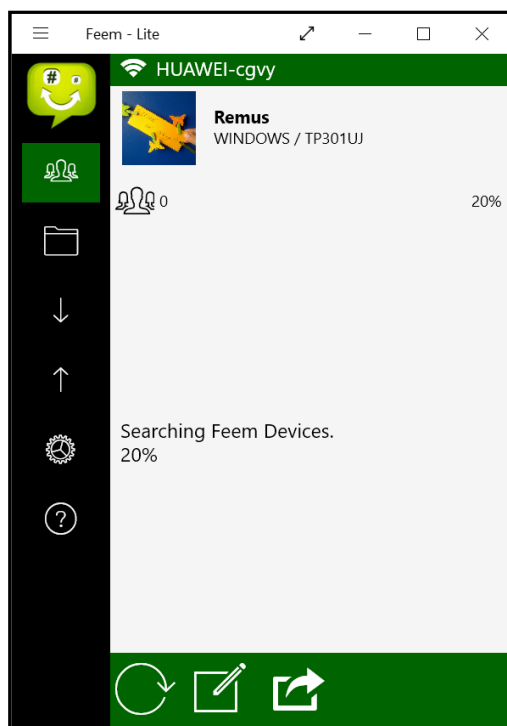 Feem - Lite
HUAWEI-cgvy
Remus
WINDOWS / TP301UJ
0
20%
Searching Feem Devices.
20%